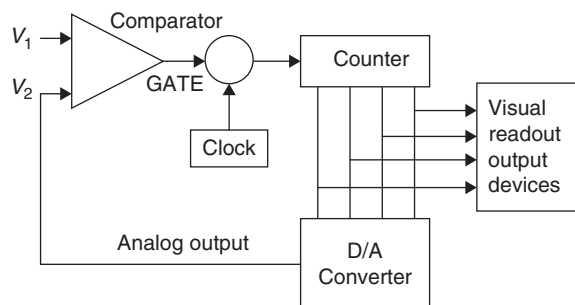 Comparator
V1
V2
GATE
Clock
Counter
Visual
readout
output
devices
Analog output
D/A
Converter